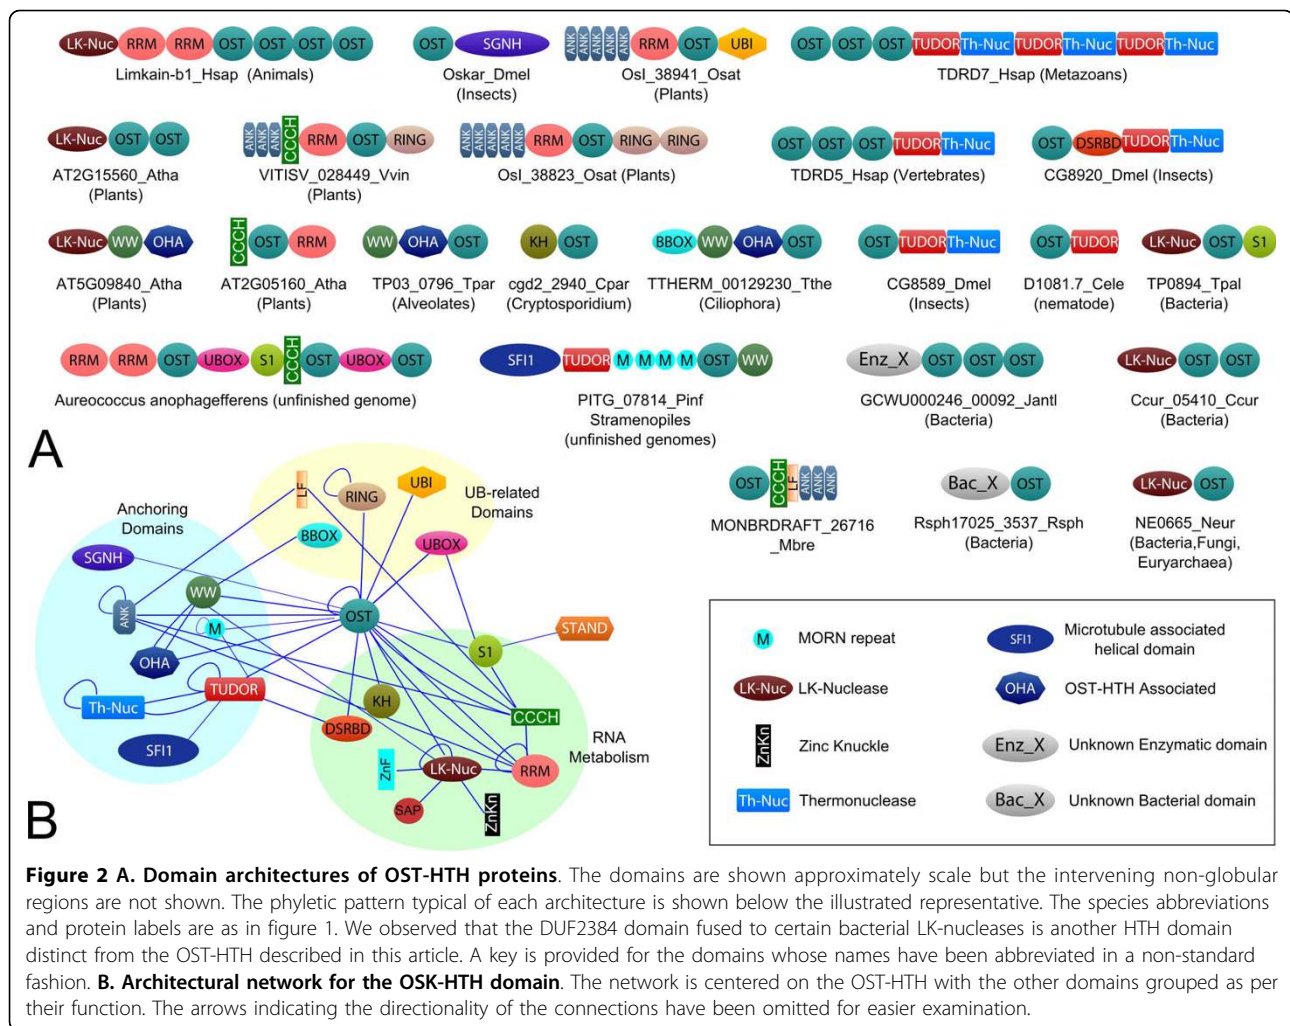 LK-Nuc RRM RRM OST OST OST OST
Limkain-b1_Hsap (Animals)
OST SGNH
Oskar_Dmel
(Insects)
ANK ANK ANK ANK ANK RRM OST UBI
OsI_38941_Osat
(Plants)
OST OST OST TUDOR Th-Nuc TUDOR Th-Nuc TUDOR Th-Nuc
TDRD7_Hsap (Metazoans)
LK-Nuc OST OST
AT2G15560_Atha
(Plants)
ANK ANK ANK CCCH RRM OST RING
VITISV_028449_Vvin
(Plants)
ANK ANK ANK ANK ANK RRM OST RING RING
OsI_38823_Osat (Plants)
OST OST OST TUDOR Th-Nuc
TDRD5_Hsap (Vertebrates)
OST DSRBD TUDOR Th-Nuc
CG8920_Dmel (Insects)
LK-Nuc WW OHA
AT5G09840_Atha
(Plants)
CCCH OST RRM
AT2G05160_Atha
(Plants)
WW OHA OST
TP03_0796_Tpar
(Alveolates)
KH OST
cgd2_2940_Cpar
(Cryptosporidium)
BBOX WW OHA OST
TTHERM_00129230_Tthe
(Ciliophora)
OST TUDOR Th-Nuc
CG8589_Dmel
(Insects)
OST TUDOR
D1081.7_Cele
(nematode)
LK-Nuc OST S1
TP0894_Tpal
(Bacteria)
RRM RRM OST UBOX S1 CCCH OST UBOX OST
Aureococcus anophagefferens (unfinished genome)
SFI1 TUDOR M M M M OST WW
PITG_07814_Pinf
Stramenopiles
(unfinished genomes)
Enz_X OST OST OST
GCWU000246_00092_Jantl
(Bacteria)
LK-Nuc OST OST
Ccur_05410_Ccur
(Bacteria)
A
OST CCCH LF ANK ANK ANK
MONBRDRAFT_26716
_Mbre
Bac_X OST
Rsph17025_3537_Rsph
(Bacteria)
LK-Nuc OST
NE0665_Neur
(Bacteria,Fungi,
Euryarchaea)
Anchoring
Domains
UB-related
Domains
RNA
Metabolism
LF
RING
UBI
BBOX
UBOX
SGNH
WW
ANK
M
OST
OHA
S1
STAND
TUDOR
Th-Nuc
SFI1
KH
DSRBD
CCCH
ZnF
LK-Nuc
RRM
SAP
ZnKn
B
M MORN repeat
LK-Nuc LK-Nuclease
ZnKn Zinc Knuckle
Th-Nuc Thermonuclease
SFI1 Microtubule associated
helical domain
OHA OST-HTH Associated
Enz_X Unknown Enzymatic domain
Bac_X Unknown Bacterial domain
Figure 2 A. Domain architectures of OST-HTH proteins. The domains are shown approximately scale but the intervening non-globular
regions are not shown. The phyletic pattern typical of each architecture is shown below the illustrated representative. The species abbreviations
and protein labels are as in figure 1. We observed that the DUF2384 domain fused to certain bacterial LK-nucleases is another HTH domain
distinct from the OST-HTH described in this article. A key is provided for the domains whose names have been abbreviated in a non-standard
fashion. B. Architectural network for the OSK-HTH domain. The network is centered on the OST-HTH with the other domains grouped as per
their function. The arrows indicating the directionality of the connections have been omitted for easier examination.